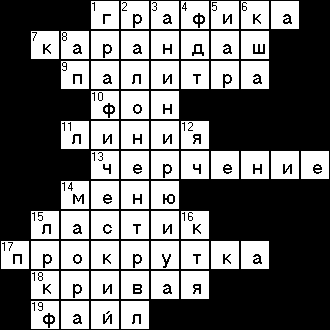 1 2 3 4 5 6 графика
7 8 карандаш
9 палитра
10 фон
11 12 линия
13 черчение
14 меню
15 16 ластик
17 прокрутка
18 кривая
19 файл